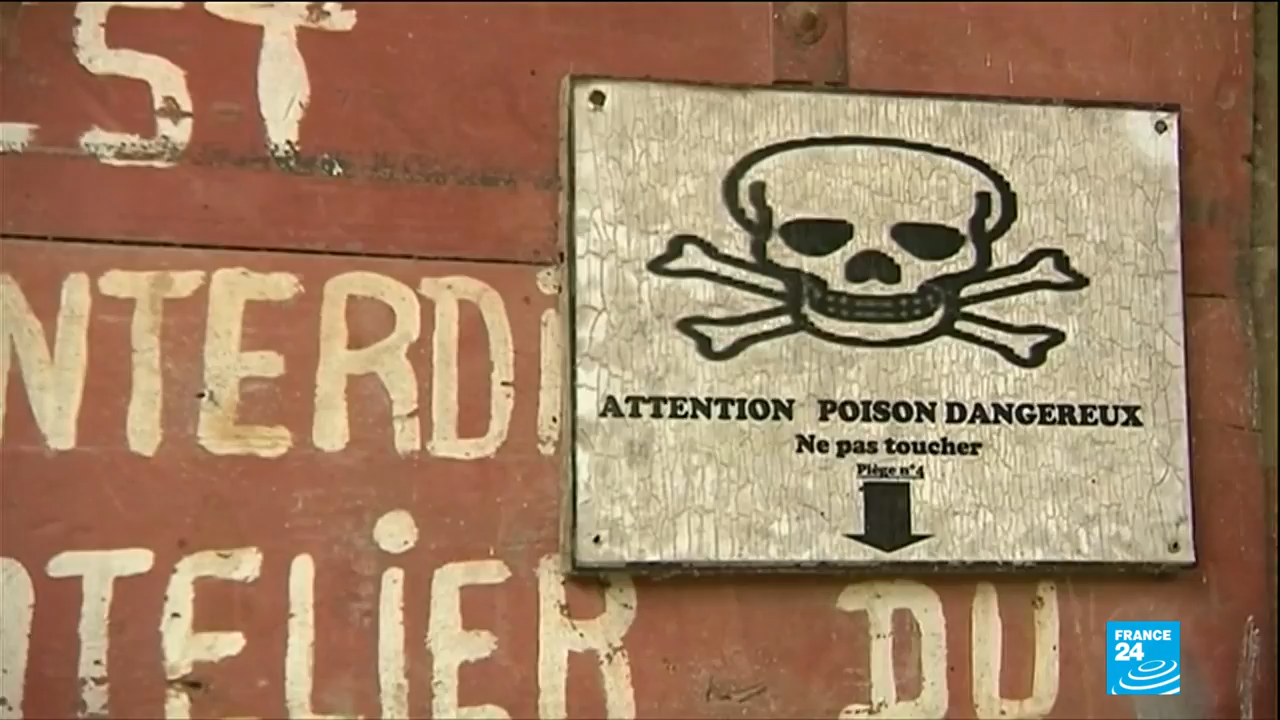 ST
NTERDi
ATELiER DU
ATTENTION POISON DANGEREUX
Ne pas toucher
Piège n°4
FRANCE
24